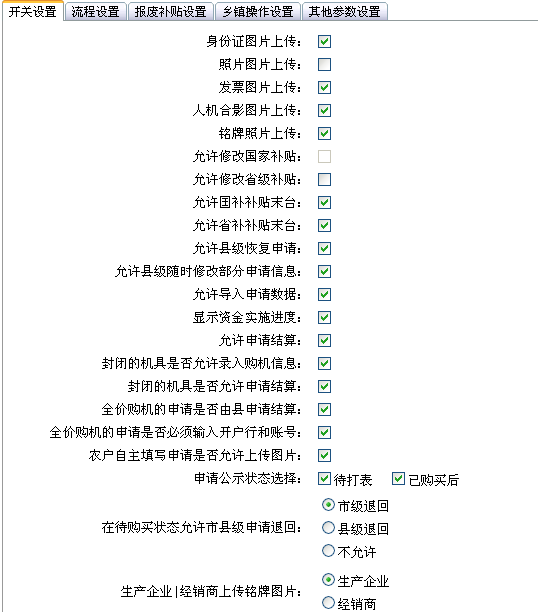 开关设置 流程设置 报废补贴设置 乡镇操作设置 其他参数设置
身份证图片上传：
照片图片上传：
发票图片上传：
人机合影图片上传：
铭牌照片上传：
允许修改国家补贴：
允许修改省级补贴：
允许国补补贴末台：
允许省补补贴末台：
允许县级恢复申请：
允许县级随时修改部分申请信息：
允许导入申请数据：
显示资金实施进度：
允许申请结算：
封闭的机具是否允许录入购机信息：
封闭的机具是否允许申请结算：
全价购机的申请是否由县申请结算：
全价购机的申请是否必须输入开户行和账号：
农户自主填写申请是否允许上传图片：
申请公示状态选择： 待打表 已购买后
市级退回
在待购买状态允许市县级申请退回： 县级退回
不允许
生产企业
生产企业|经销商上传铭牌图片：
经销商